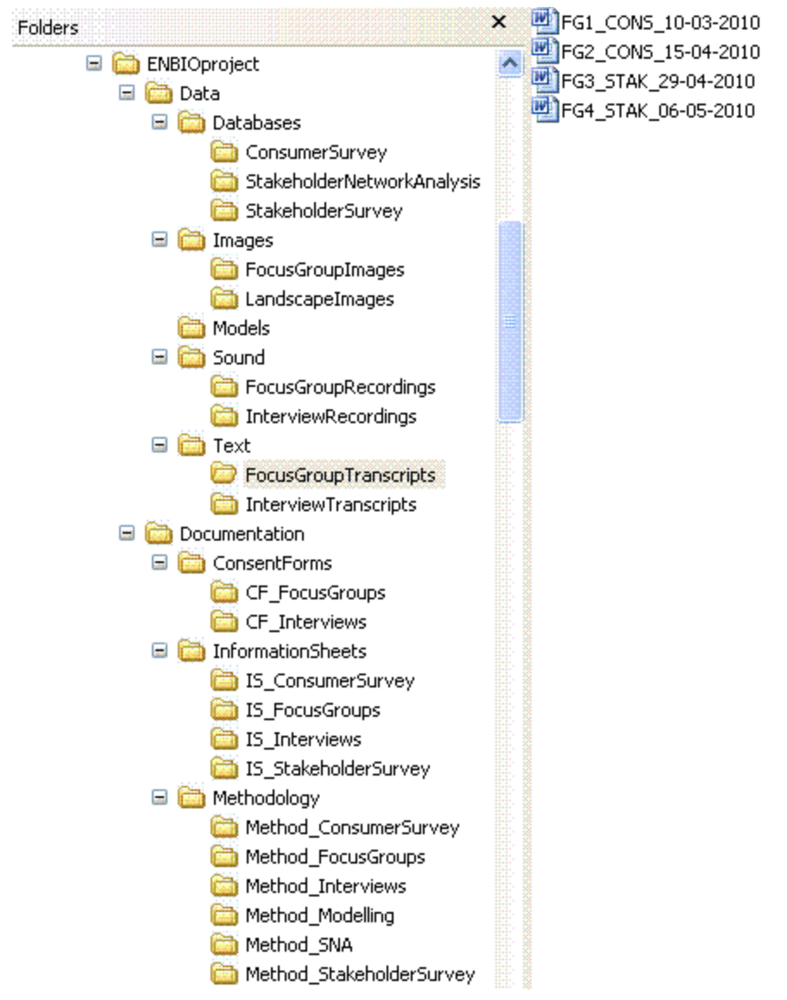 Folders
ENBIOproject
Data
Databases
ConsumerSurvey
StakeholderNetworkAnalysis
StakeholderSurvey
Images
FocusGroupImages
LandscapeImages
Models
Sound
FocusGroupRecordings
InterviewRecordings
Text
FocusGroupTranscripts
InterviewTranscripts
Documentation
ConsentForms
CF_FocusGroups
CF_Interviews
InformationSheets
IS_ConsumerSurvey
IS_FocusGroups
IS_Interviews
IS_StakeholderSurvey
Methodology
Method_ConsumerSurvey
Method_FocusGroups
Method_Interviews
Method_Modelling
Method_SNA
Method_StakeholderSurvey
FG1_CONS_10-03-2010
FG2_CONS_15-04-2010
FG3_STAK_29-04-2010
FG4_STAK_06-05-2010